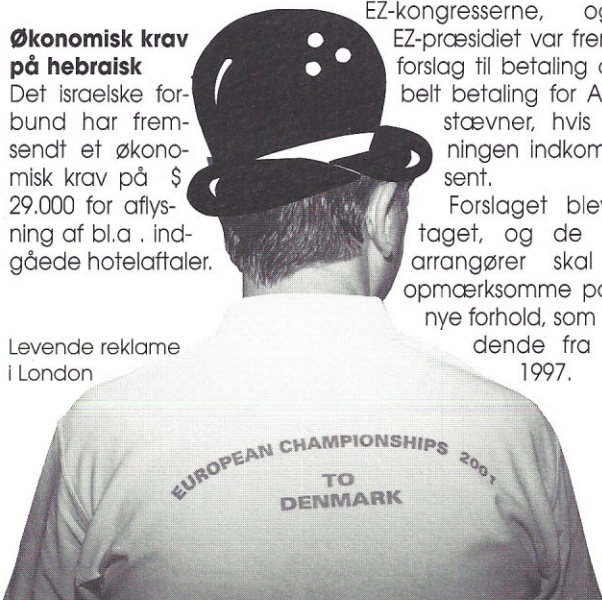 Økonomisk krav
på hebraisk
Det israelske for-
bund har frem-
sendt et økono-
misk krav på $
29.000 for aflys-
ning af bl.a . ind-
gåede hotelaftaler.
Levende reklame
i London
EZ-kongresserne,
EZ-præsidiet var
forslag til betaling
belt betaling for
stævner, hvis
ningen indkom
sent.
Forslaget
taget, og de
arrangører skal
opmærksomme
nye forhold, som
dende fra
1997.
EUROPEAN CHAMPIONSHIPS 2001
TO
DENMARK